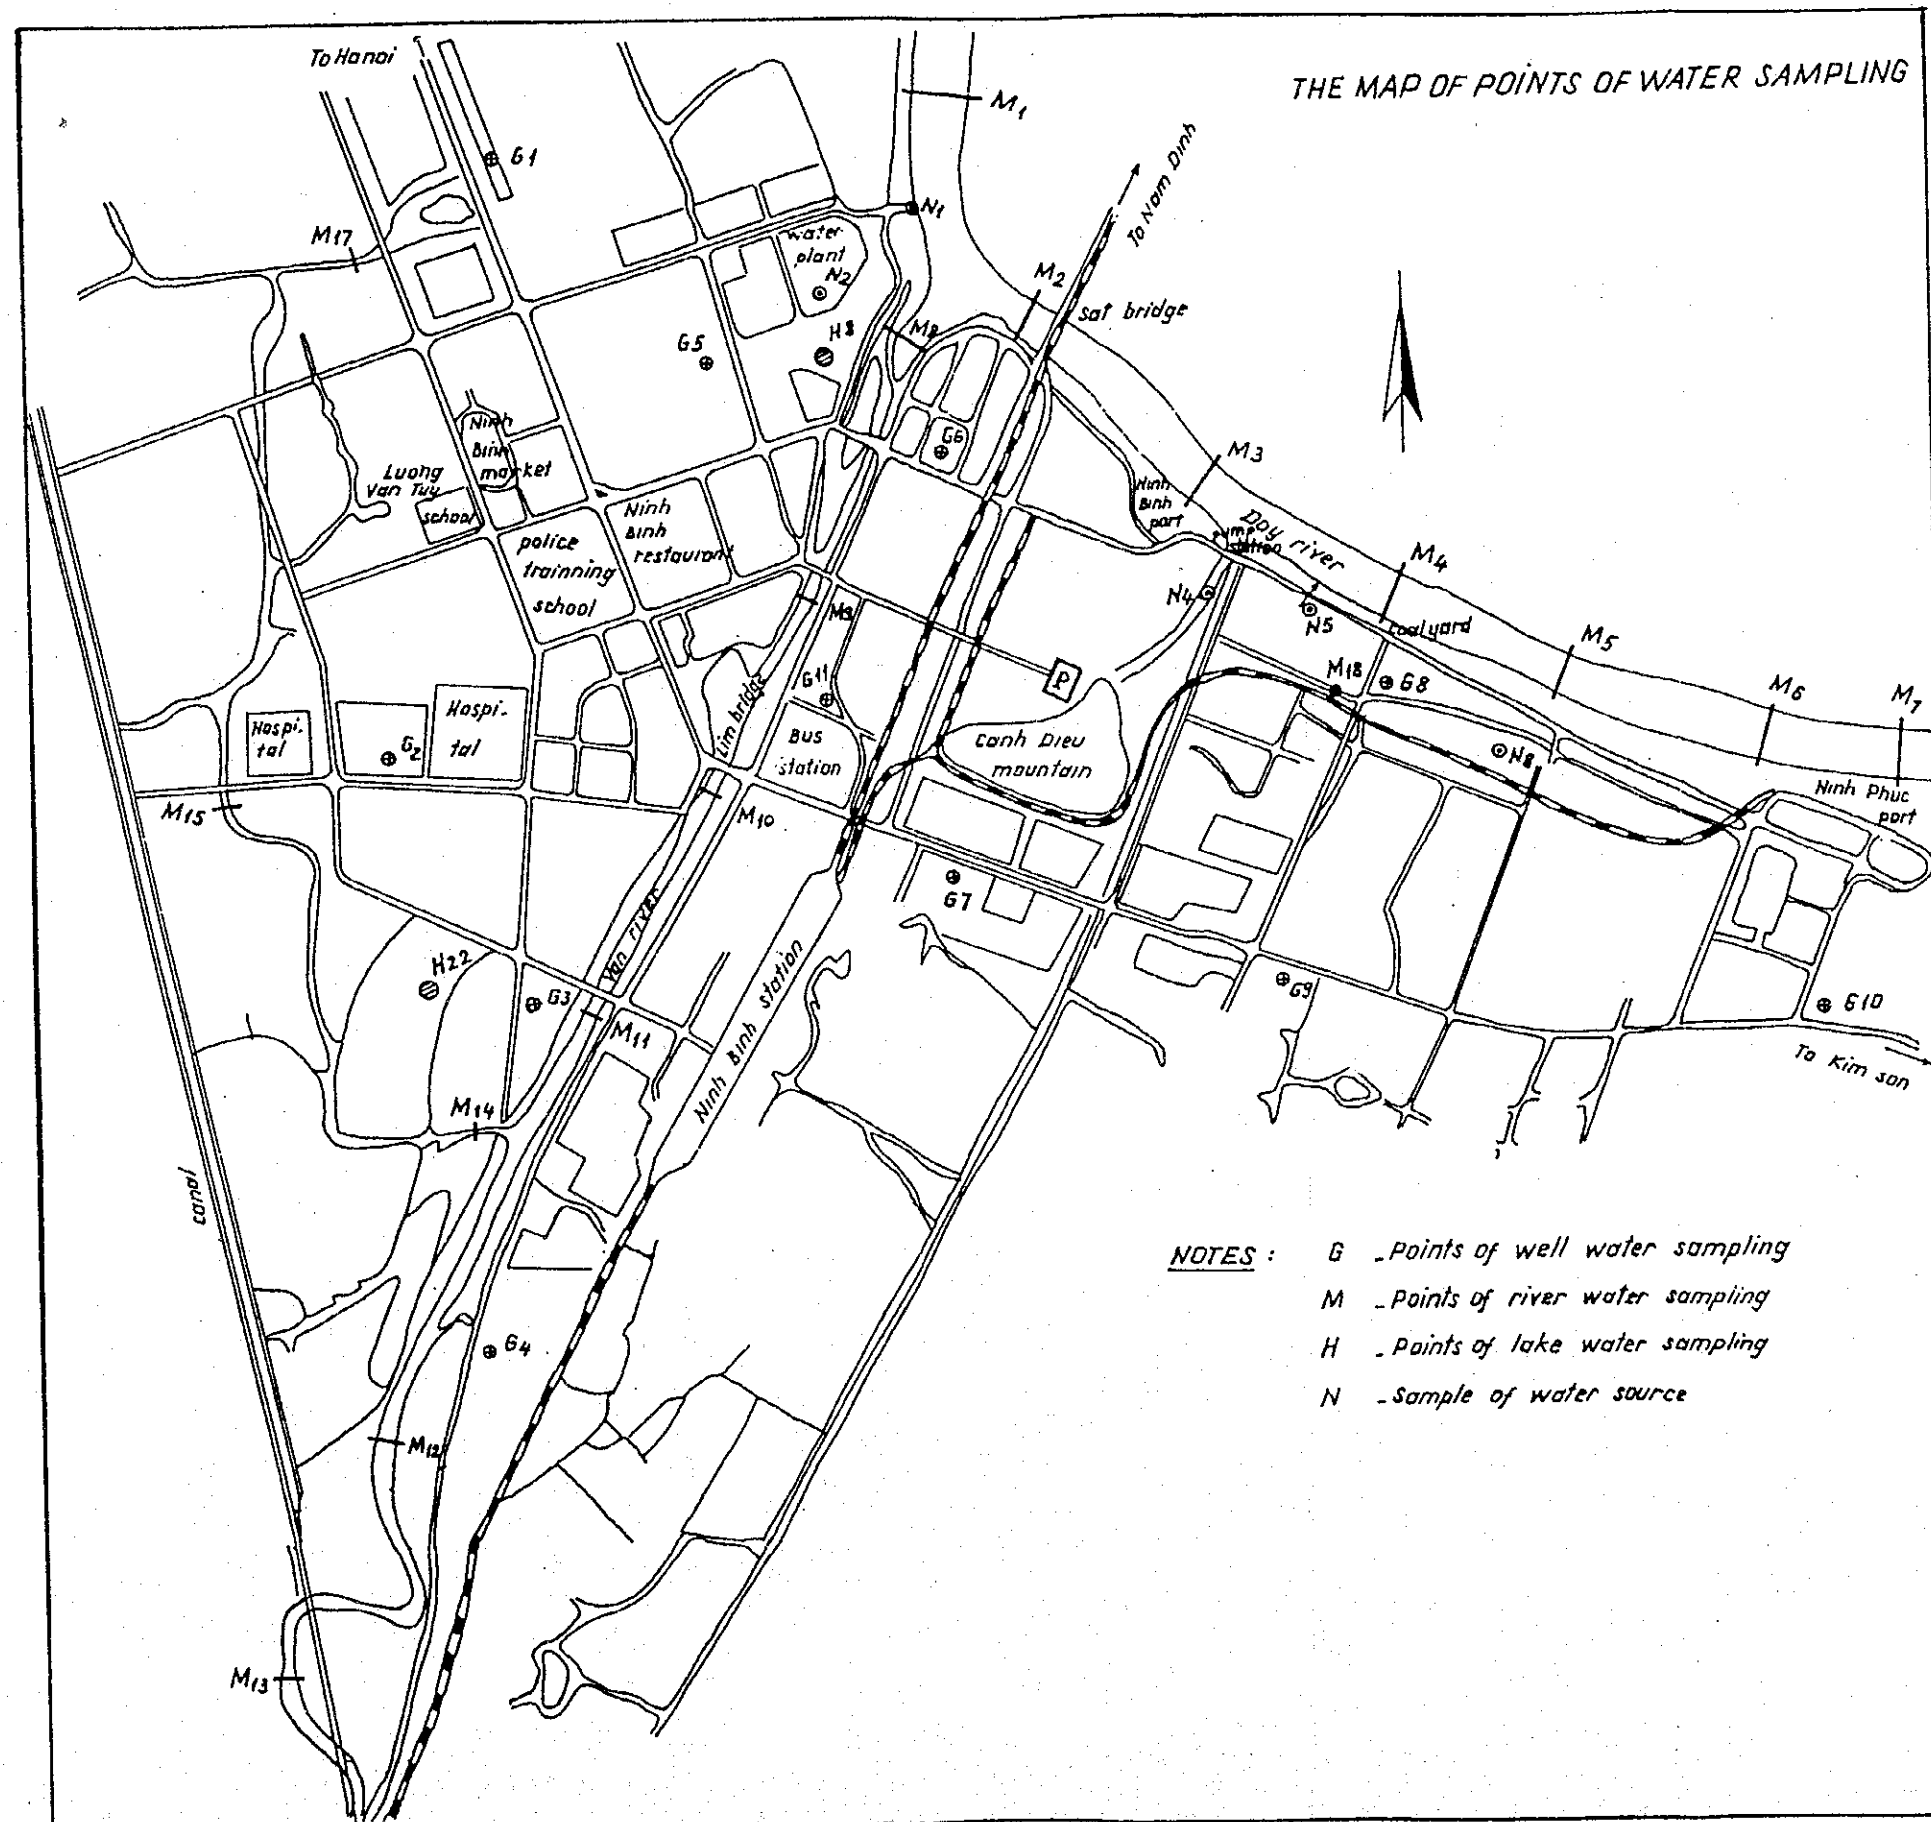 THE MAP OF POINTS OF WATER SAMPLING
To Hanoi
M1
G1
To Nam Dinh
N1
M17
water
plant
N2
M2
sat bridge
H8
M8
G5
Ninh
Binh
market
Luong
Van Tuy
school
G6
M3
Ninh
Binh
port
Day river
station
police
trainning
school
Ninh
Binh
restaurant
M4
N4
N5
coalyard
M9
M5
P
M18
G8
M6
M7
G11
Lim bridge
Hospi-
tal
G2
Hospi-
tal
Bus
station
Canh Dieu
mountain
N8
Ninh Phuc
port
M15
M10
G7
Van river
H22
G3
M11
Ninh Binh station
G9
G10
To Kim son
M14
canal
NOTES :
G - Points of well water sampling
M - Points of river water sampling
H - Points of lake water sampling
N - Sample of water source
G4
M12
M13